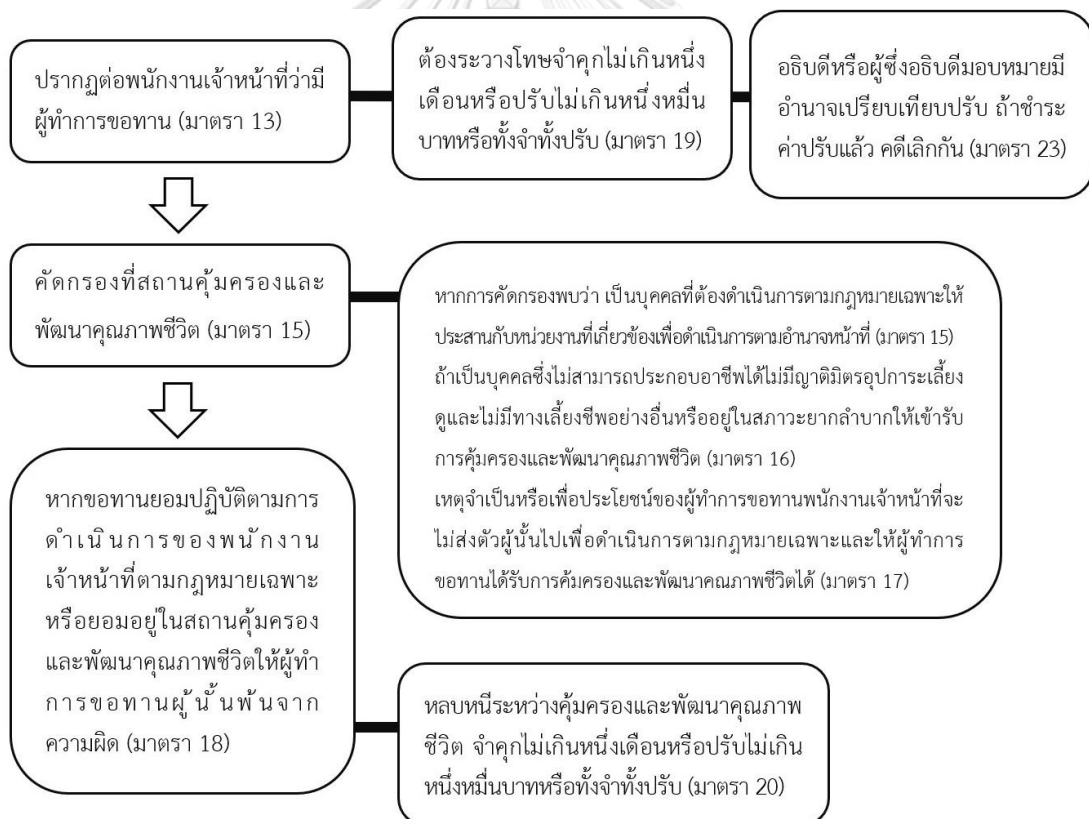 ปรากฏต่อพนักงานเจ้าหน้าที่ว่ามี
ผู้ทำการขอทาน (มาตรา 13)
ต้องระวางโทษจำคุกไม่เกินหนึ่ง
เดือนหรือปรับไม่เกินหนึ่งหมื่น
บาทหรือทั้งจำทั้งปรับ (มาตรา 19)
อธิบดีหรือผู้ซึ่งอธิบดีมอบหมายมี
อำนาจเปรียบเทียบปรับ ถ้าชำระ
ค่าปรับแล้ว คดีเลิกกัน (มาตรา 23)
คัดกรองที่สถานคุ้มครองและ
พัฒนาคุณภาพชีวิต (มาตรา 15)
หากการคัดกรองพบว่า เป็นบุคคลที่ต้องดำเนินการตามกฎหมายเฉพาะให้
ประสานกับหน่วยงานที่เกี่ยวข้องเพื่อดำเนินการตามอำนาจหน้าที่ (มาตรา 15)
ถ้าเป็นบุคคลซึ่งไม่สามารถประกอบอาชีพได้ไม่มีญาติมิตรอุปการะเลี้ยง
ดูและไม่มีทางเลี้ยงชีพอย่างอื่นหรืออยู่ในสภาวะยากลำบากให้เข้ารับ
การคุ้มครองและพัฒนาคุณภาพชีวิต (มาตรา 16)
เหตุจำเป็นหรือเพื่อประโยชน์ของผู้ทำการขอทานพนักงานเจ้าหน้าที่จะ
ไม่ส่งตัวผู้นั้นไปเพื่อดำเนินการตามกฎหมายเฉพาะและให้ผู้ทำการ
ขอทานได้รับการคุ้มครองและพัฒนาคุณภาพชีวิตได้ (มาตรา 17)
หากขอทานยอมปฏิบัติตามการ
ดำเนินการของพนักงาน
เจ้าหน้าที่ตามกฎหมายเฉพาะ
หรือยอมอยู่ในสถานคุ้มครอง
และพัฒนาคุณภาพชีวิตให้ผู้ทำ
การขอทานผู้นั้นพ้นจาก
ความผิด (มาตรา 18)
หลบหนีระหว่างคุ้มครองและพัฒนาคุณภาพ
ชีวิต จำคุกไม่เกินหนึ่งเดือนหรือปรับไม่เกิน
หนึ่งหมื่นบาทหรือทั้งจำทั้งปรับ (มาตรา 20)